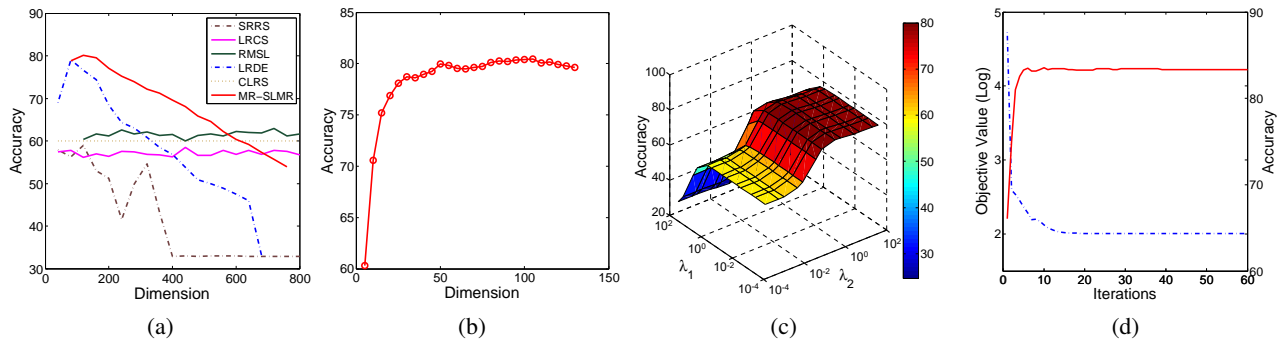 90
80
70
60
50
40
30
0
200
400
600
800
Accuracy
Dimension
SRRS
LRCS
RMSL
LRDE
CLRS
MR-SLMR
(a)
85
80
75
70
65
60
0
50
100
150
Accuracy
Dimension
(b)
100
80
60
40
20
Accuracy
10^2
10^0
10^-2
10^-4
λ_1
10^-4
10^-2
10^0
10^2
λ_2
80
70
60
50
40
30
(c)
5
4
3
2
1
0
10
20
30
40
50
60
Objective Value (Log)
Iterations
90
80
70
60
Accuracy
(d)